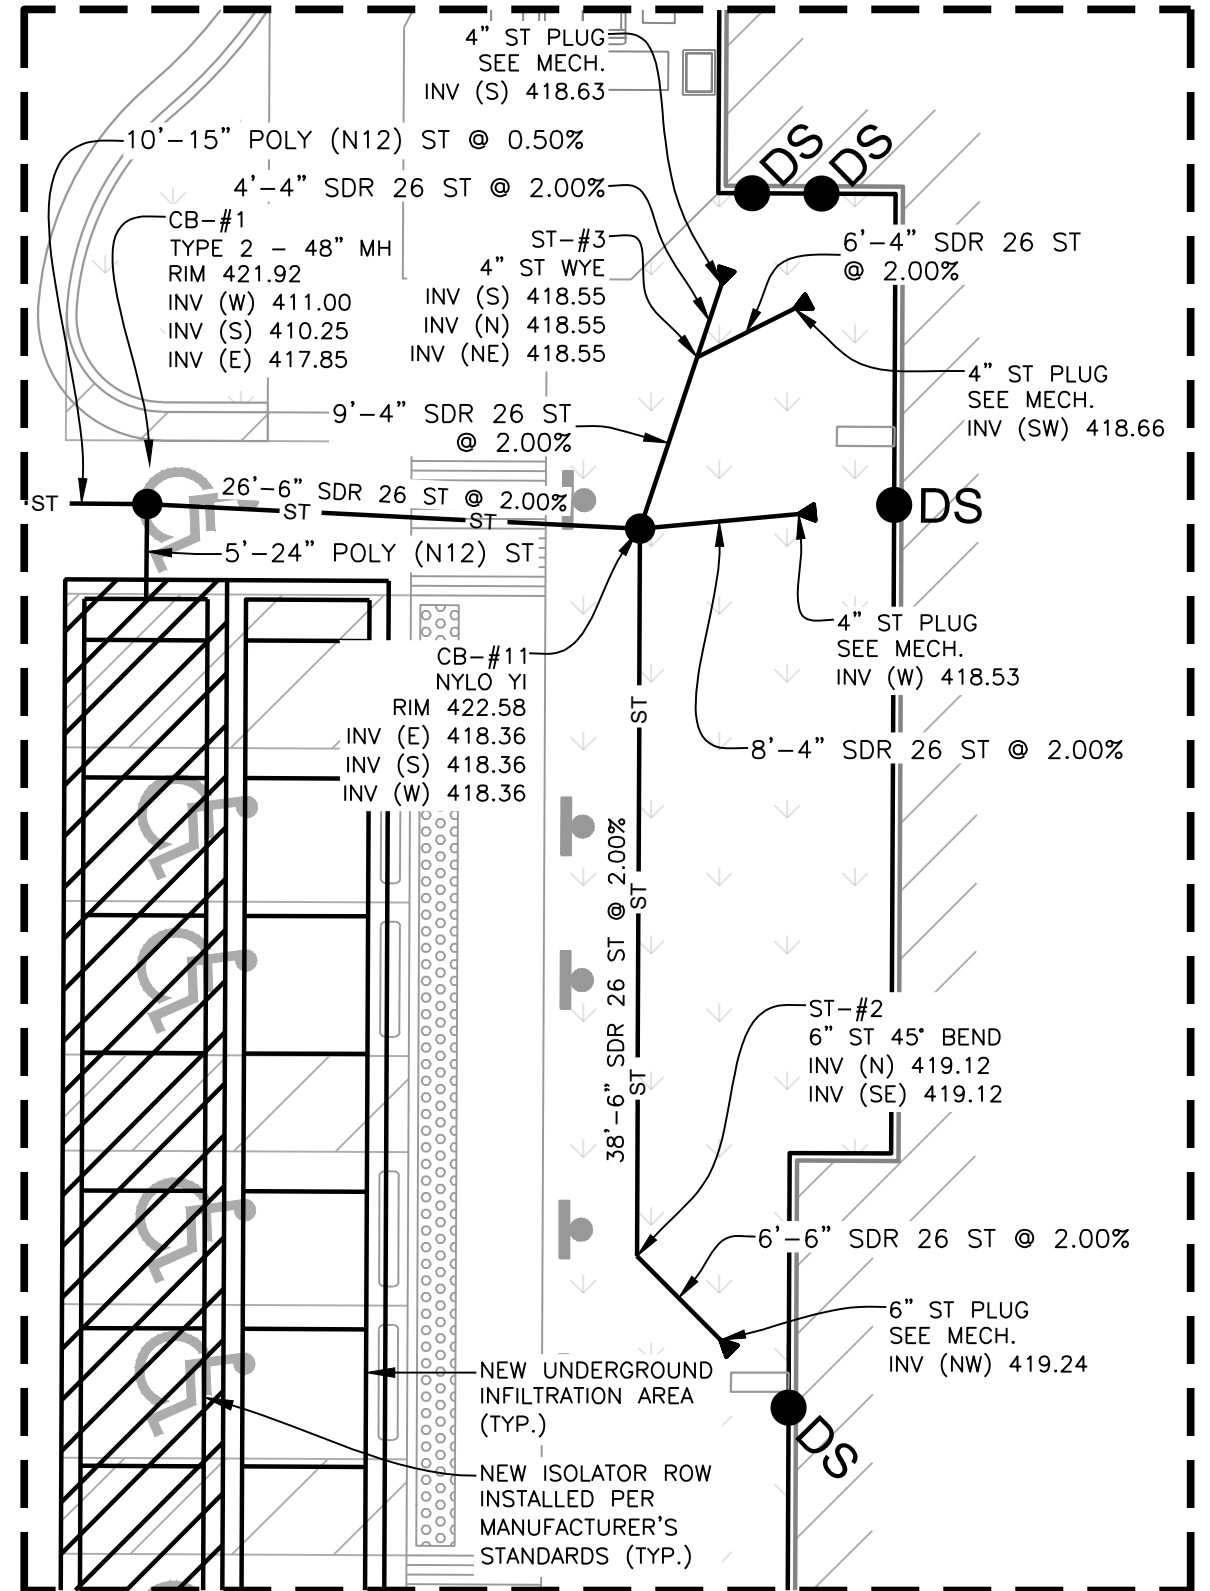 4" ST PLUG
SEE MECH.
INV (S) 418.63
10'-15" POLY (N12) ST @ 0.50%
4'-4" SDR 26 ST @ 2.00%
DS
DS
CB-#1
TYPE 2 - 48" MH
RIM 421.92
INV (W) 411.00
INV (S) 410.25
INV (E) 417.85
ST-#3
4" ST WYE
INV (S) 418.55
INV (N) 418.55
INV (NE) 418.55
6'-4" SDR 26 ST
@ 2.00%
4" ST PLUG
SEE MECH.
INV (SW) 418.66
9'-4" SDR 26 ST
@ 2.00%
ST
26'-6" SDR 26 ST @ 2.00%
ST
ST
DS
5'-24" POLY (N12) ST
4" ST PLUG
SEE MECH.
INV (W) 418.53
CB-#11
NYLO YI
RIM 422.58
INV (E) 418.36
INV (S) 418.36
INV (W) 418.36
ST
8'-4" SDR 26 ST @ 2.00%
38'-6" SDR 26 ST @ 2.00%
ST
ST
ST-#2
6" ST 45° BEND
INV (N) 419.12
INV (SE) 419.12
6'-6" SDR 26 ST @ 2.00%
6" ST PLUG
SEE MECH.
INV (NW) 419.24
NEW UNDERGROUND
INFILTRATION AREA
(TYP.)
DS
NEW ISOLATOR ROW
INSTALLED PER
MANUFACTURER'S
STANDARDS (TYP.)